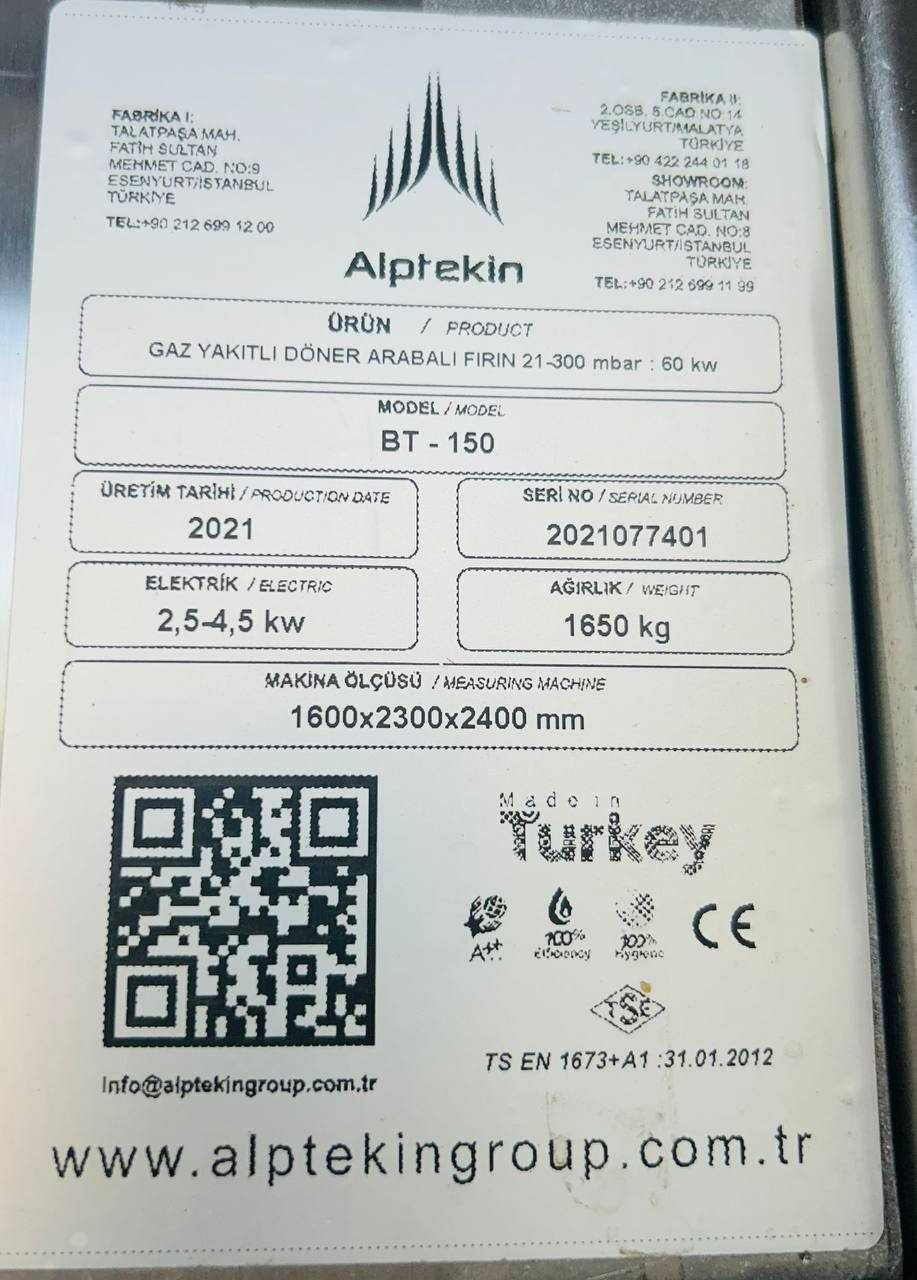 FABRİKA I:
TALATPAŞA MAH.
FATİH SULTAN
MEHMET CAD. NO:9
ESENYURT/İSTANBUL
TÜRKİYE
TEL:+90 212 699 12 00
Alptekin
FABRİKA II:
2.OSB, 5.CAD NO:14
YEŞİLYURT/MALATYA
TÜRKİYE
TEL:+90 422 244 01 18
SHOWROOM:
TALATPAŞA MAH.
FATİH SULTAN
MEHMET CAD. NO:8
ESENYURT/İSTANBUL
TÜRKİYE
TEL:+90 212 699 11 99
ÜRÜN / PRODUCT
GAZ YAKITLI DÖNER ARABALI FIRIN 21-300 mbar : 60 kw
MODEL / MODEL
BT - 150
ÜRETİM TARİHİ / PRODUCTION DATE
2021
SERİ NO / SERIAL NUMBER
2021077401
ELEKTRİK / ELECTRIC
2,5-4,5 kw
AĞIRLIK / WEIGHT
1650 kg
MAKİNA ÖLÇÜSÜ / MEASURING MACHINE
1600x2300x2400 mm
Made in
Turkey
A++
100%
Efficiency
100%
Hygiene
CE
TSE
TS EN 1673+A1 :31.01.2012
Info@alptekingroup.com.tr
www.alptekingroup.com.tr